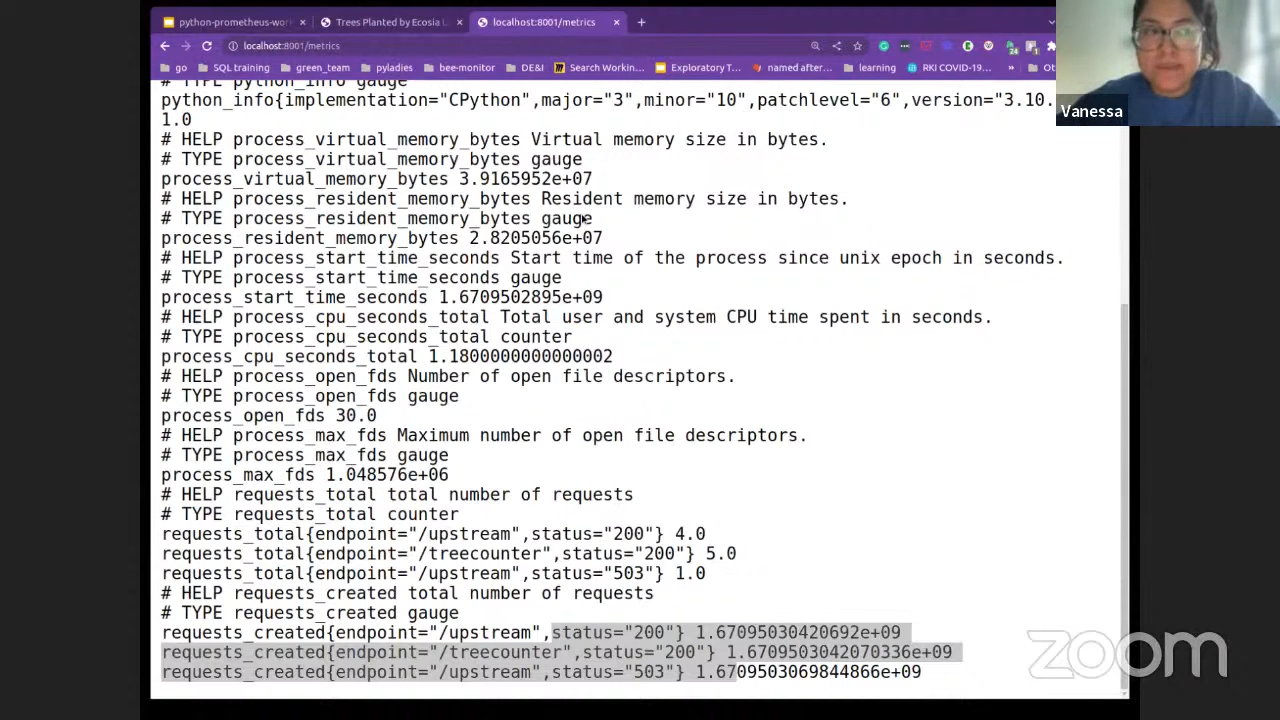 python-prometheus-wor
Trees Planted by Ecosia
localhost:8001/metrics
localhost:8001/metrics
go
SQL training
green_team
pyladies
bee-monitor
DE&I
Search Workin...
Exploratory T...
named after...
learning
RKI COVID-19...
»
Vanessa
# TYPE python_info gauge
python_info{implementation="CPython",major="3",minor="10",patchlevel="6",version="3.10.
1.0
# HELP process_virtual_memory_bytes Virtual memory size in bytes.
# TYPE process_virtual_memory_bytes gauge
process_virtual_memory_bytes 3.9165952e+07
# HELP process_resident_memory_bytes Resident memory size in bytes.
# TYPE process_resident_memory_bytes gauge
process_resident_memory_bytes 2.8205056e+07
# HELP process_start_time_seconds Start time of the process since unix epoch in seconds.
# TYPE process_start_time_seconds gauge
process_start_time_seconds 1.6709502895e+09
# HELP process_cpu_seconds_total Total user and system CPU time spent in seconds.
# TYPE process_cpu_seconds_total counter
process_cpu_seconds_total 1.1800000000000002
# HELP process_open_fds Number of open file descriptors.
# TYPE process_open_fds gauge
process_open_fds 30.0
# HELP process_max_fds Maximum number of open file descriptors.
# TYPE process_max_fds gauge
process_max_fds 1.048576e+06
# HELP requests_total total number of requests
# TYPE requests_total counter
requests_total{endpoint="/upstream",status="200"} 4.0
requests_total{endpoint="/treecounter",status="200"} 5.0
requests_total{endpoint="/upstream",status="503"} 1.0
# HELP requests_created total number of requests
# TYPE requests_created gauge
requests_created{endpoint="/upstream",status="200"} 1.67095030420692e+09
requests_created{endpoint="/treecounter",status="200"} 1.6709503042070336e+09
requests_created{endpoint="/upstream",status="503"} 1.6709503069844866e+09
zoom